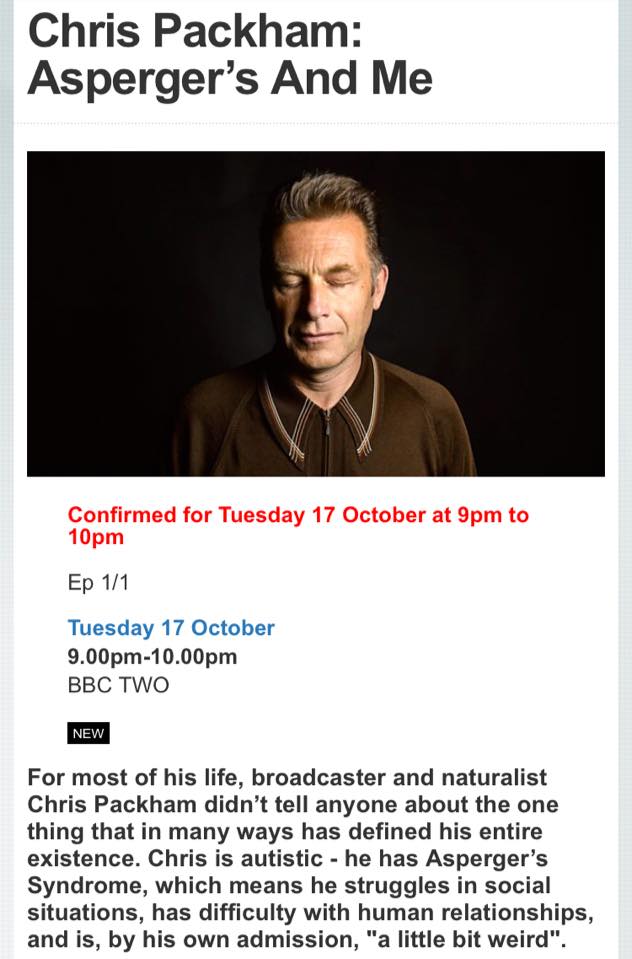 Chris Packham:
Asperger’s And Me
Confirmed for Tuesday 17 October at 9pm to
10pm
Ep 1/1
Tuesday 17 October
9.00pm-10.00pm
BBC TWO
NEW
For most of his life, broadcaster and naturalist
Chris Packham didn’t tell anyone about the one
thing that in many ways has defined his entire
existence. Chris is autistic - he has Asperger’s
Syndrome, which means he struggles in social
situations, has difficulty with human relationships,
and is, by his own admission, "a little bit weird".